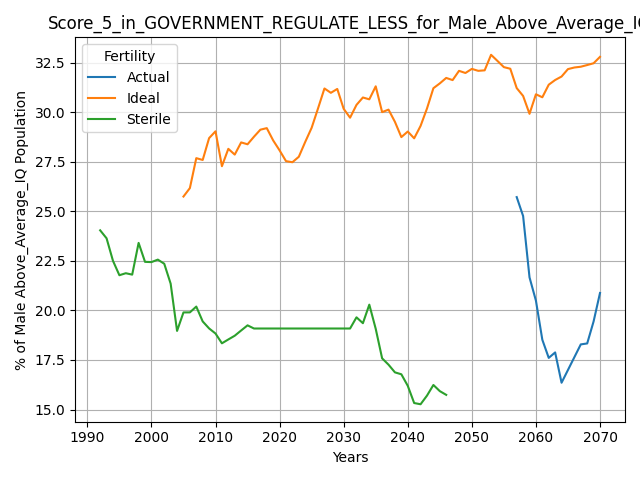 Score_5_in_GOVERNMENT_REGULATE_LESS_for_Male_Above_Average_IQ
Fertility
Actual
Ideal
Sterile
% of Male Above_Average_IQ Population
32.5
30.0
27.5
25.0
22.5
20.0
17.5
15.0
1990 2000 2010 2020 2030 2040 2050 2060 2070
Years